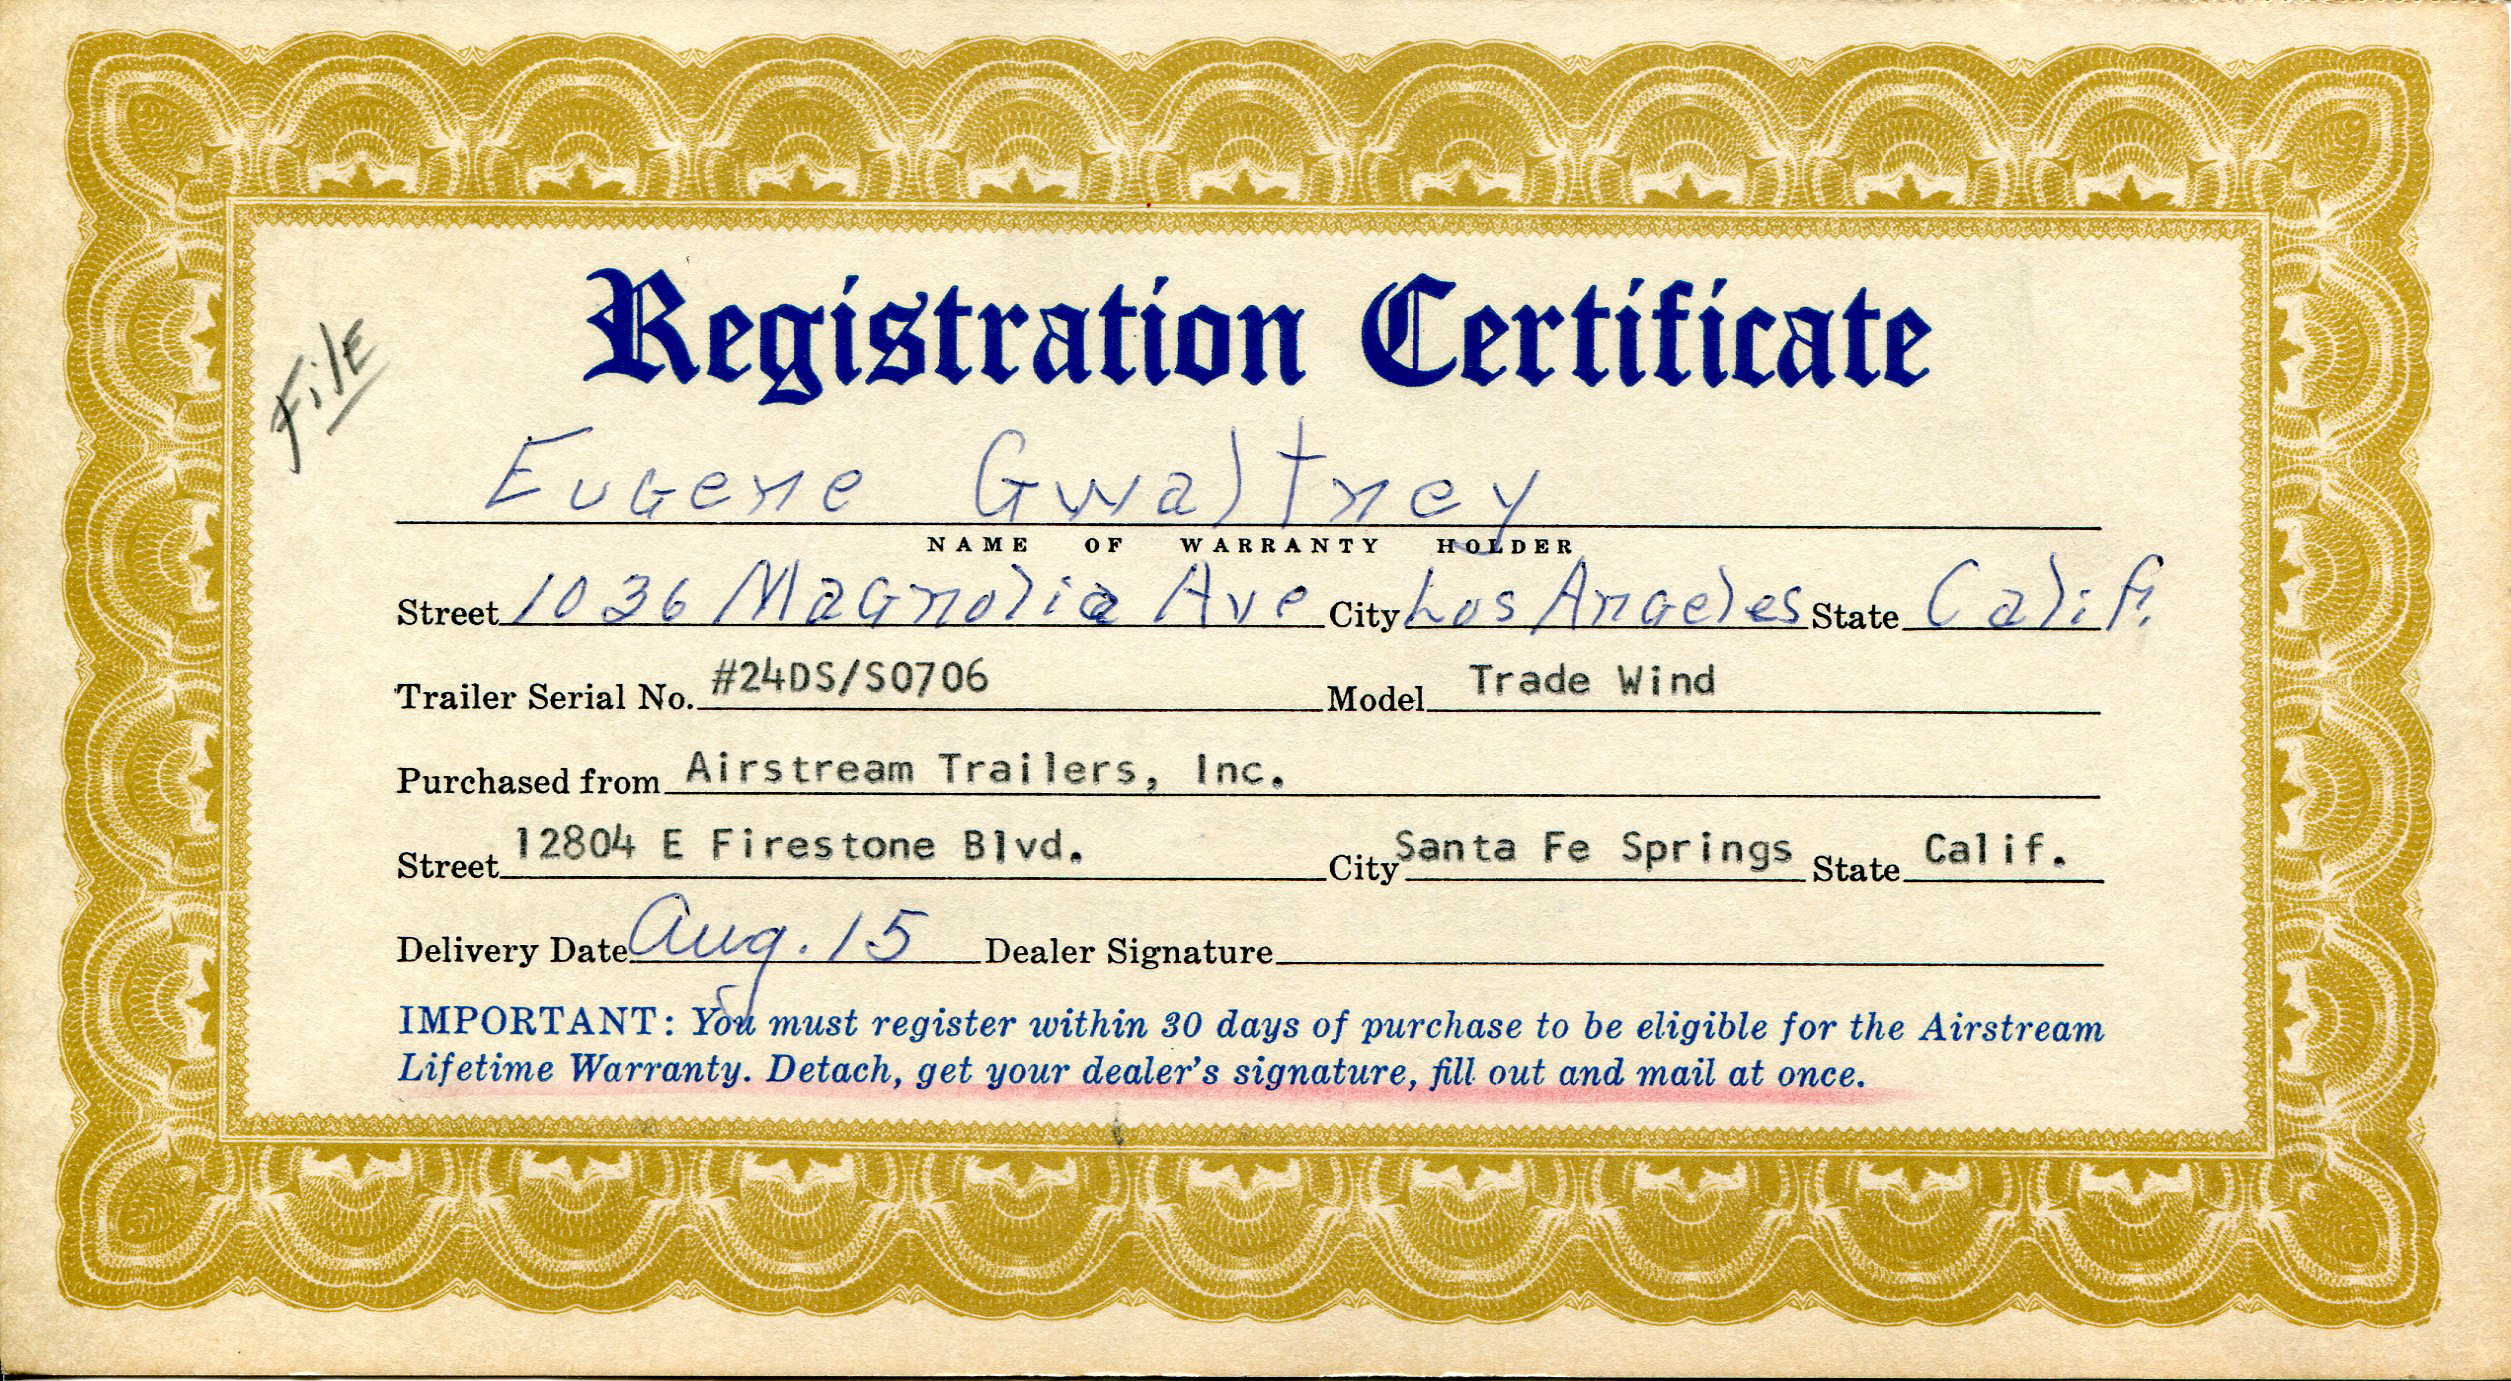 Registration Certificate
File
Eugene Gwaltney
NAME OF WARRANTY HOLDER
Street 1036 Magnolia Ave City Los Angeles State Calif.
Trailer Serial No. #24DS/S0706 Model Trade Wind
Purchased from Airstream Trailers, Inc.
Street 12804 E Firestone Blvd. City Santa Fe Springs State Calif.
Delivery Date Aug. 15 Dealer Signature
IMPORTANT: You must register within 30 days of purchase to be eligible for the Airstream
Lifetime Warranty. Detach, get your dealer's signature, fill out and mail at once.